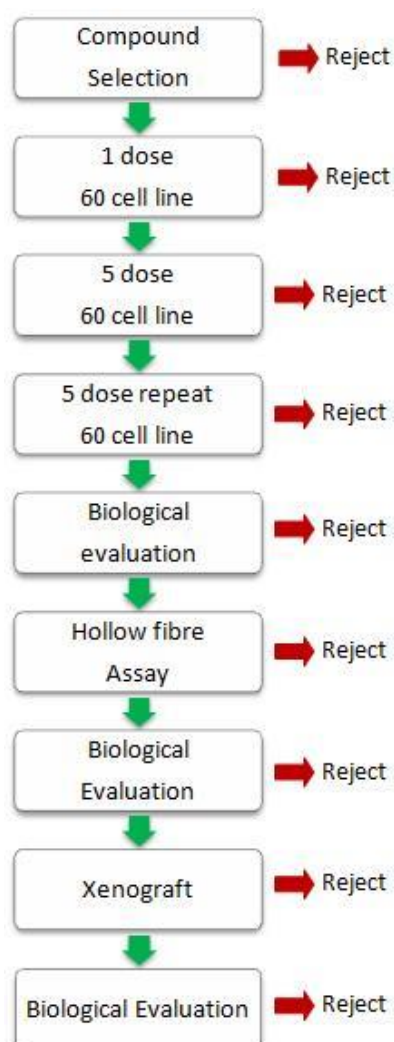 Compound
Selection
Reject
1 dose
60 cell line
Reject
5 dose
60 cell line
Reject
5 dose repeat
60 cell line
Reject
Biological
evaluation
Reject
Hollow fibre
Assay
Reject
Biological
Evaluation
Reject
Xenograft
Reject
Biological Evaluation
Reject